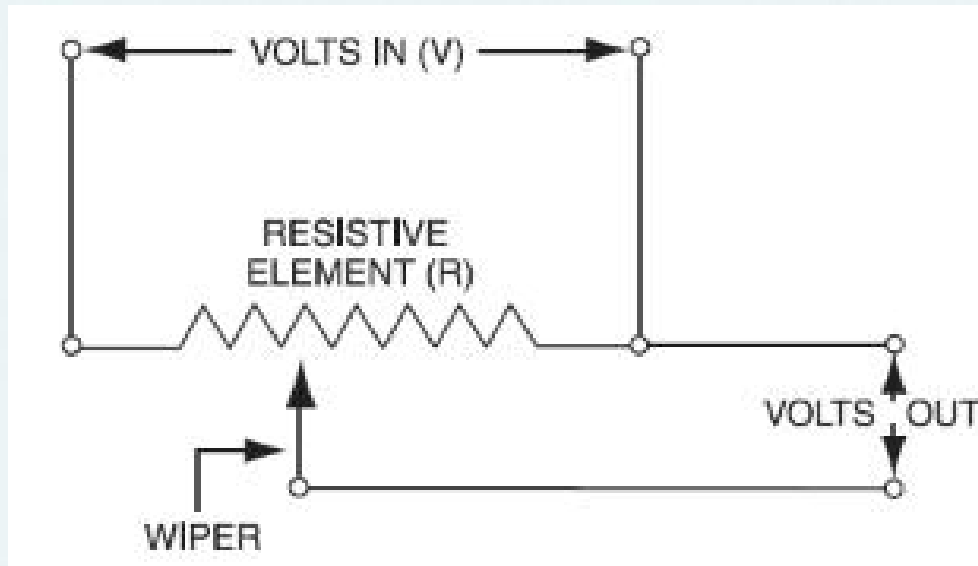 VOLTS IN (V)
RESISTIVE
ELEMENT (R)
VOLTS OUT
WIPER